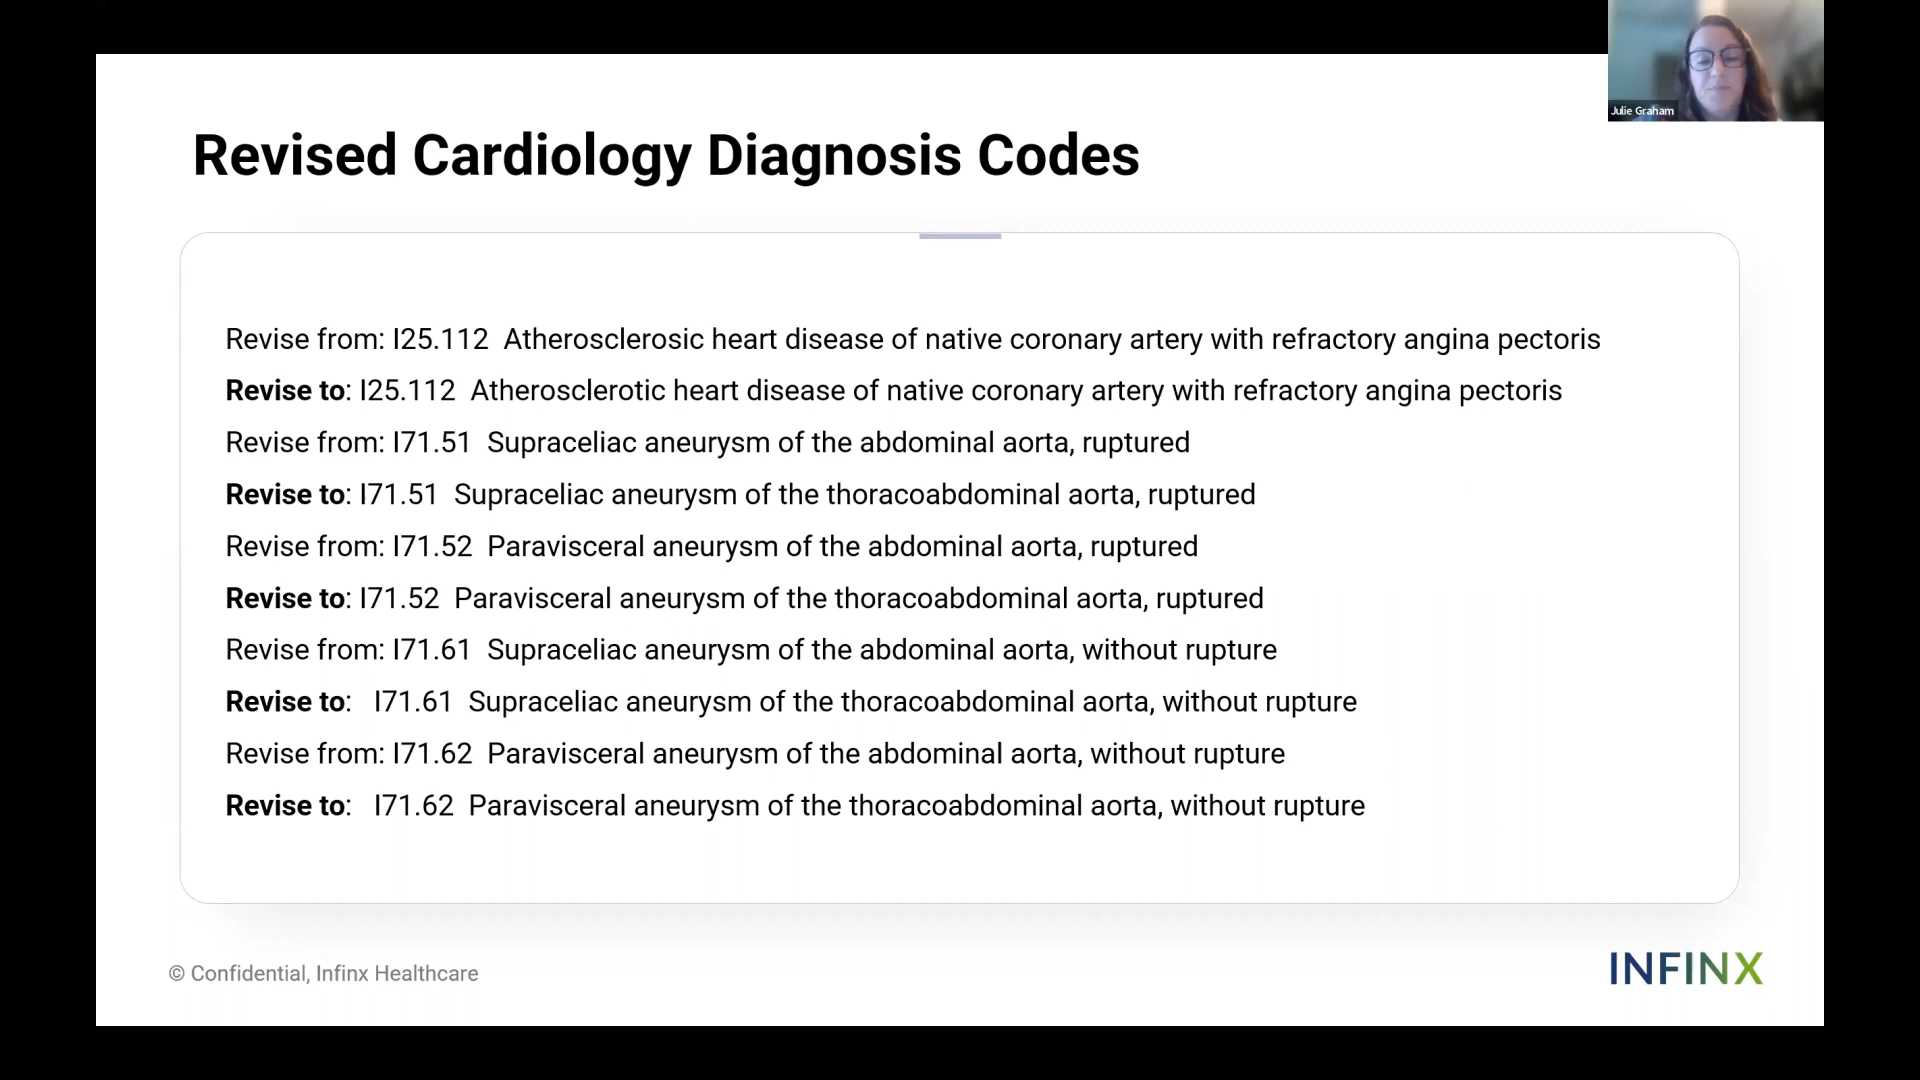 Julie Graham
Revised Cardiology Diagnosis Codes
Revise from: I25.112 Atherosclerosic heart disease of native coronary artery with refractory angina pectoris
Revise to: I25.112 Atherosclerotic heart disease of native coronary artery with refractory angina pectoris
Revise from: I71.51 Supraceliac aneurysm of the abdominal aorta, ruptured
Revise to: I71.51 Supraceliac aneurysm of the thoracoabdominal aorta, ruptured
Revise from: I71.52 Paravisceral aneurysm of the abdominal aorta, ruptured
Revise to: I71.52 Paravisceral aneurysm of the thoracoabdominal aorta, ruptured
Revise from: I71.61 Supraceliac aneurysm of the abdominal aorta, without rupture
Revise to: I71.61 Supraceliac aneurysm of the thoracoabdominal aorta, without rupture
Revise from: I71.62 Paravisceral aneurysm of the abdominal aorta, without rupture
Revise to: I71.62 Paravisceral aneurysm of the thoracoabdominal aorta, without rupture
© Confidential, Infinx Healthcare
INFINX